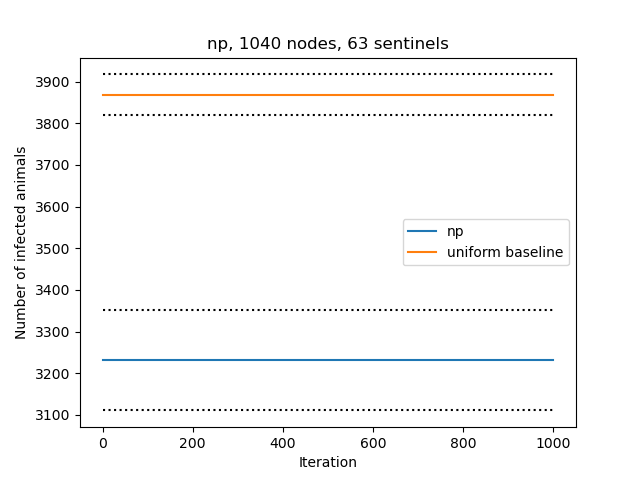 np, 1040 nodes, 63 sentinels
Number of infected animals
3900
3800
3700
3600
3500
3400
3300
3200
3100
np
uniform baseline
0 200 400 600 800 1000
Iteration